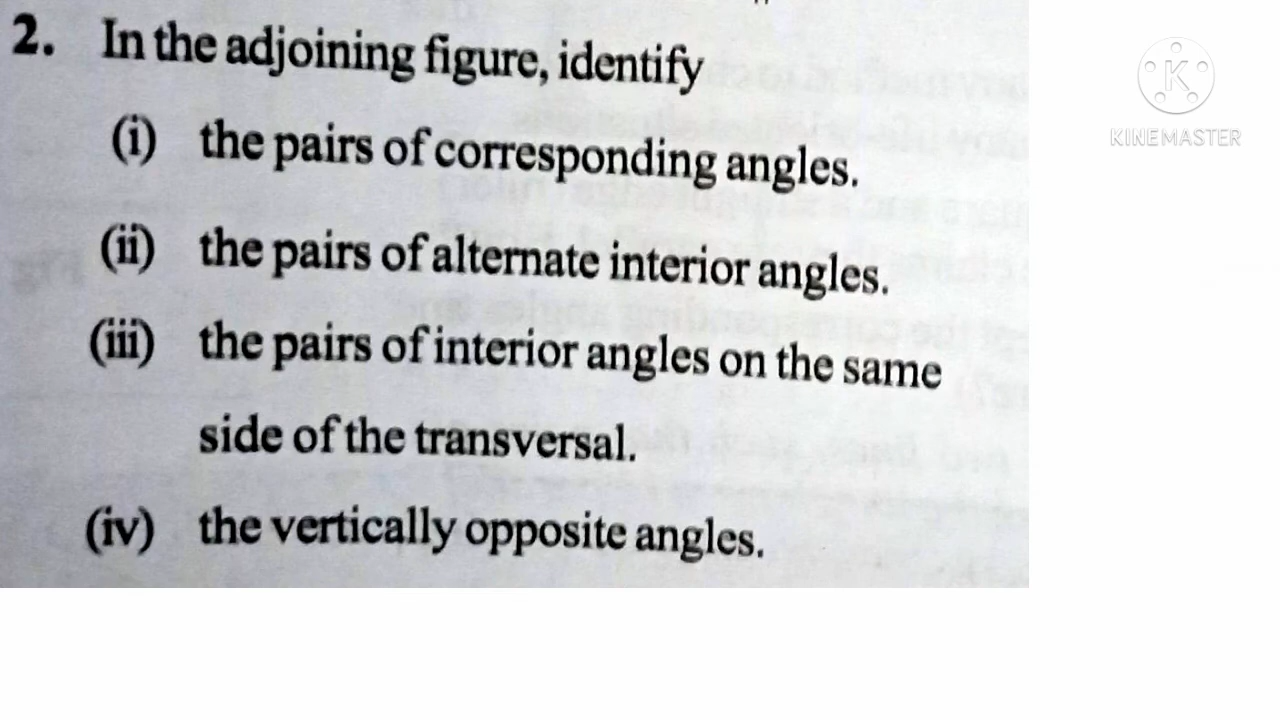 2. In the adjoining figure, identify
(i) the pairs of corresponding angles.
(ii) the pairs of alternate interior angles.
(iii) the pairs of interior angles on the same
side of the transversal.
(iv) the vertically opposite angles.
KINEMASTER